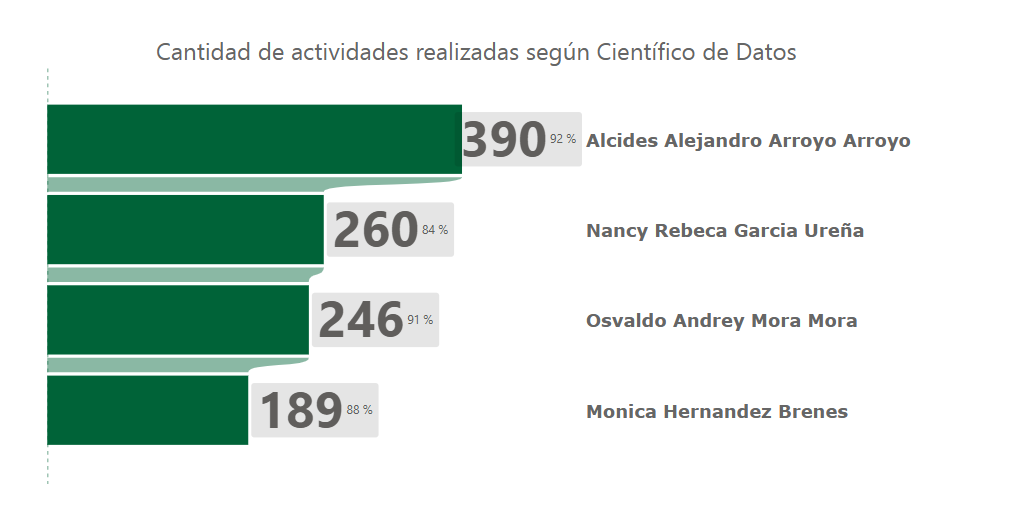 Cantidad de actividades realizadas según Científico de Datos
390 92 % Alcides Alejandro Arroyo Arroyo
260 84 % Nancy Rebeca Garcia Ureña
246 91 % Osvaldo Andrey Mora Mora
189 88 % Monica Hernandez Brenes